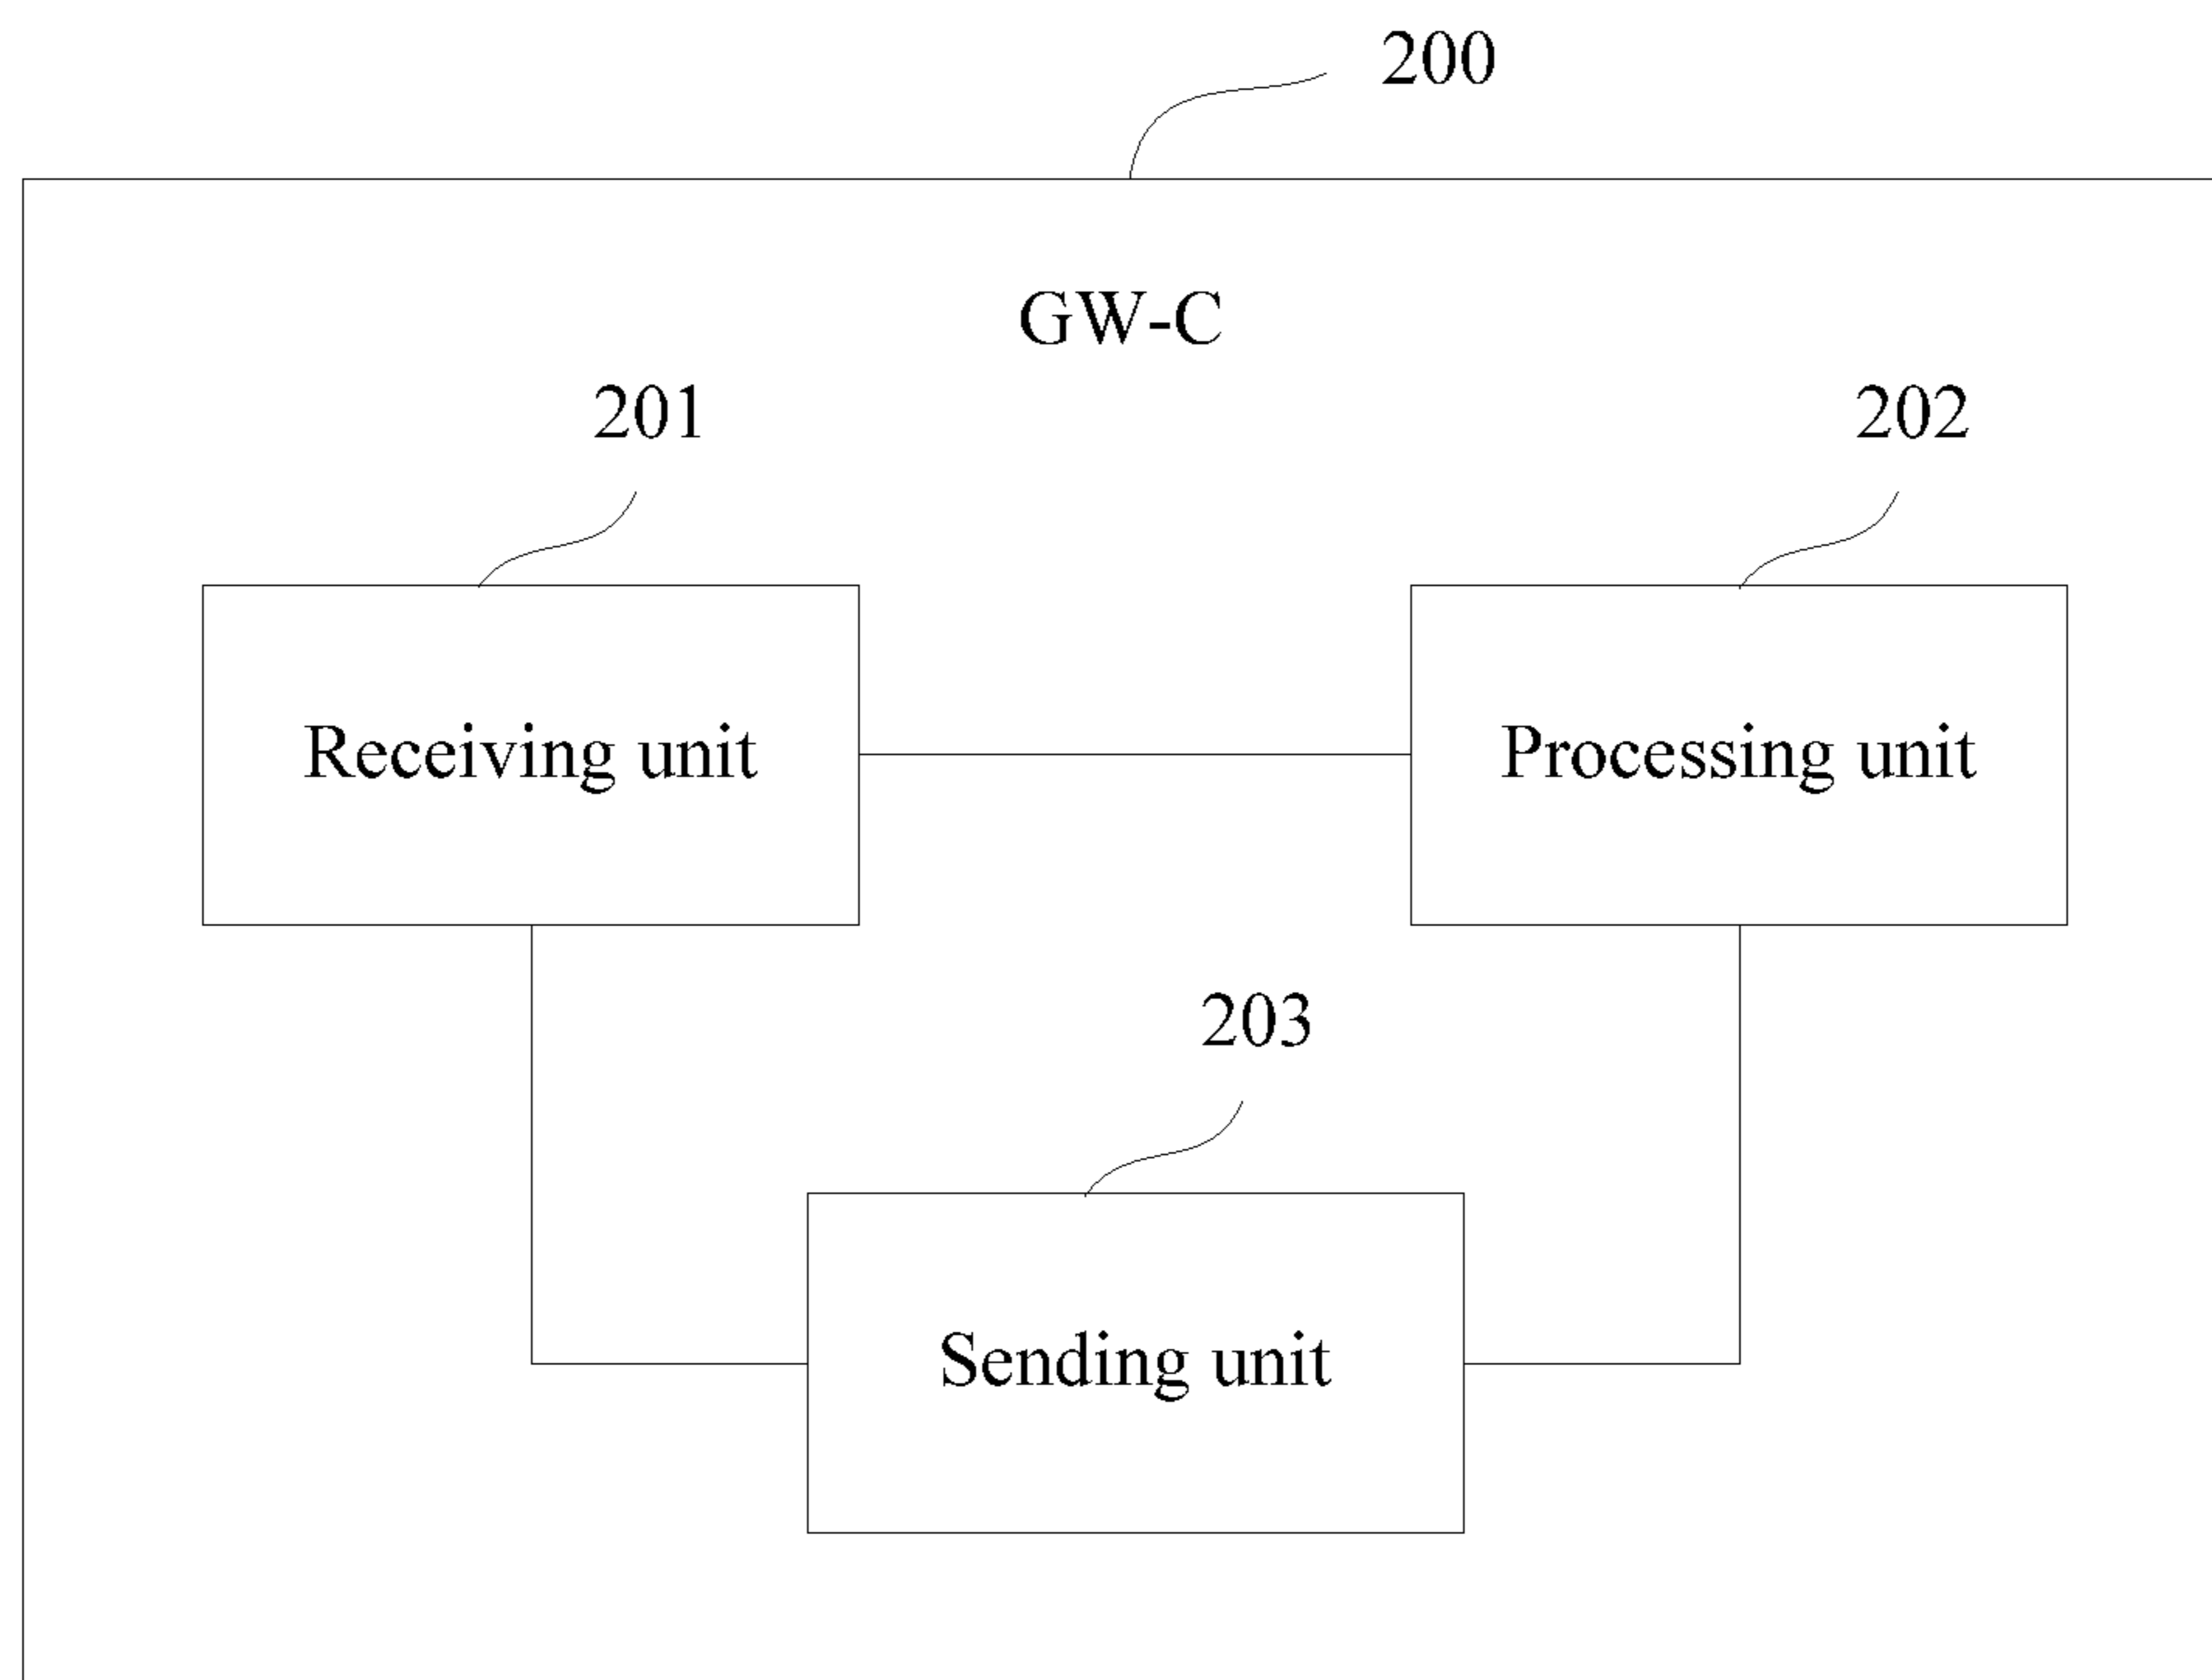 200
GW-C
201
202
Receiving unit
Processing unit
203
Sending unit